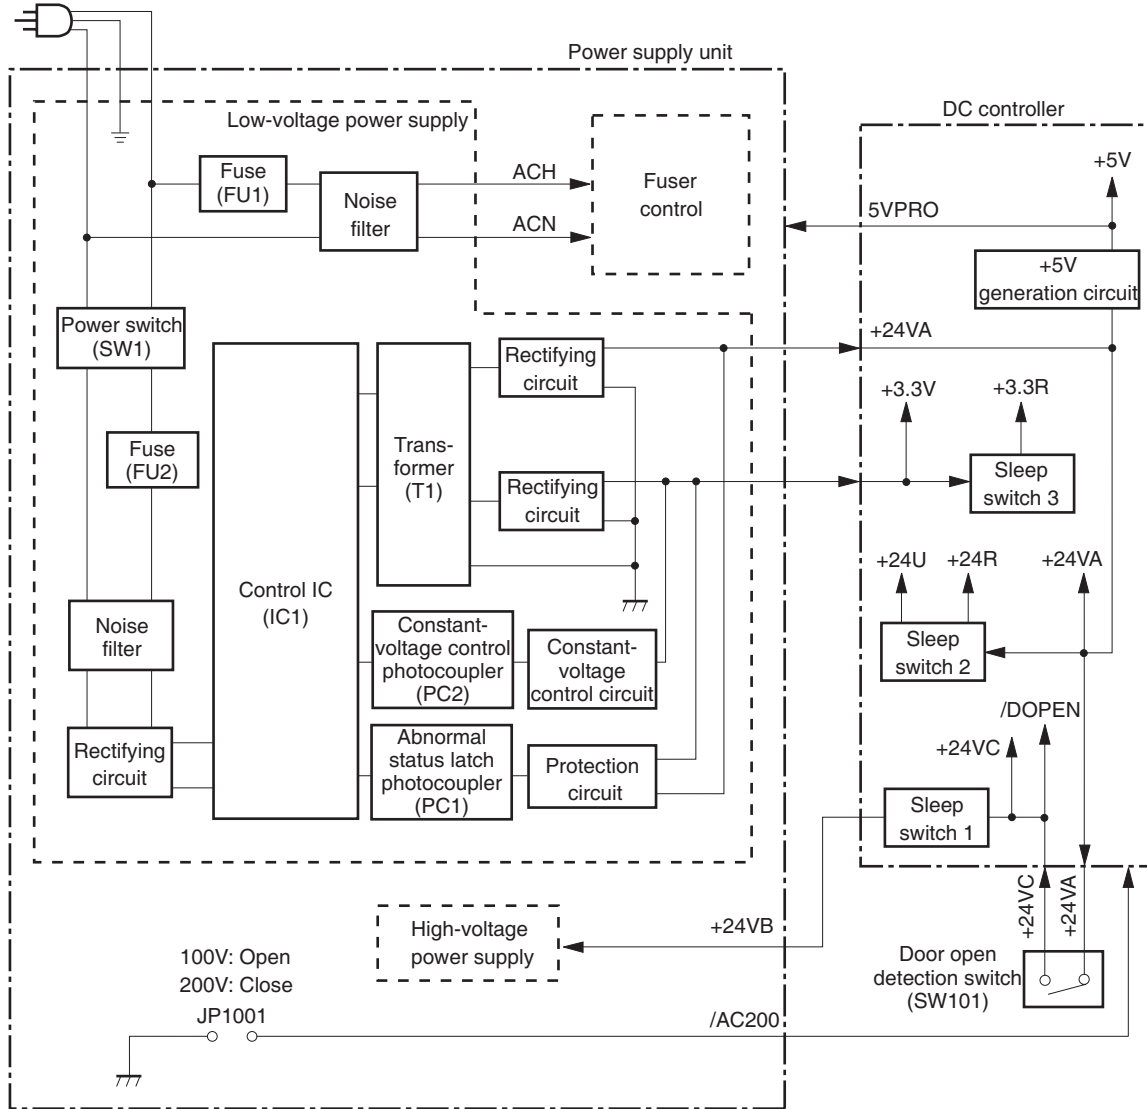 Power supply unit
Low-voltage power supply
DC controller
Fuse
(FU1)
Noise
filter
ACH
ACN
Fuser
control
5VPRO
+5V
+5V
generation circuit
Power switch
(SW1)
+24VA
Rectifying
circuit
+3.3V
+3.3R
Fuse
(FU2)
Trans-
former
(T1)
Rectifying
circuit
Sleep
switch 3
Control IC
(IC1)
+24U
+24R
+24VA
Noise
filter
Constant-
voltage control
photocoupler
(PC2)
Constant-
voltage
control circuit
Sleep
switch 2
/DOPEN
+24VC
Rectifying
circuit
Abnormal
status latch
photocoupler
(PC1)
Protection
circuit
Sleep
switch 1
+24VC
+24VA
High-voltage
power supply
+24VB
Door open
detection switch
(SW101)
100V: Open
200V: Close
JP1001
/AC200